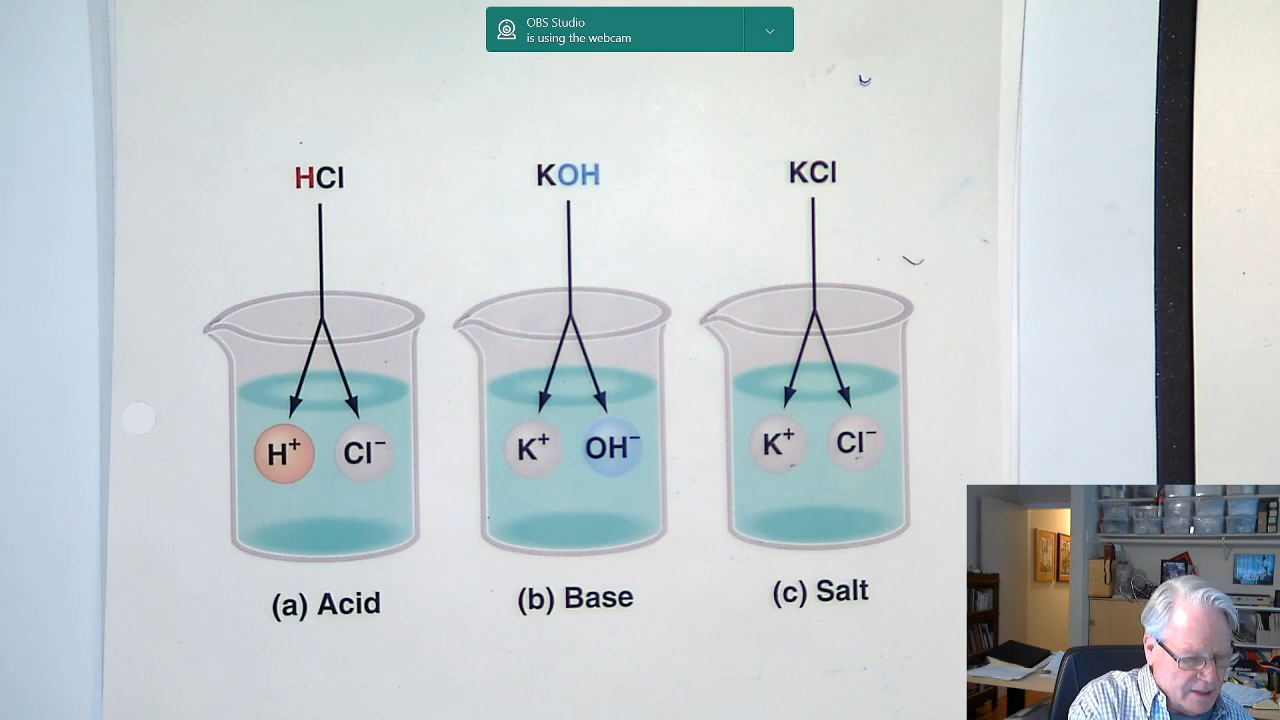 OBS Studio
is using the webcam
HCl
KOH
KCl
H⁺
Cl⁻
K⁺
OH⁻
K⁺
Cl⁻
(a) Acid
(b) Base
(c) Salt